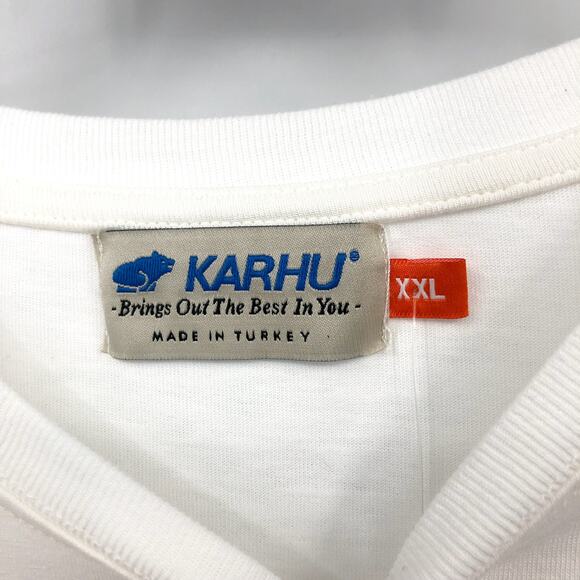 KARHU®
-Brings Out The Best In You-
MADE IN TURKEY
XXL